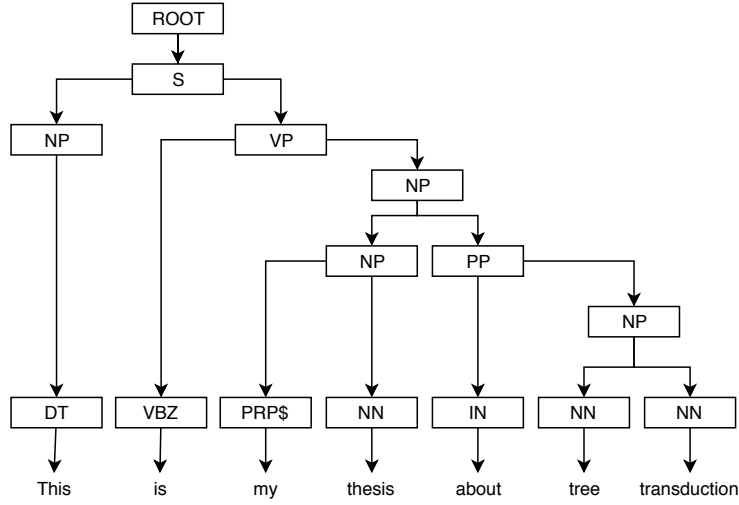 ROOT
S
NP VP
NP
NP PP
NP
DT VBZ PRP$ NN IN NN NN
This is my thesis about tree transduction